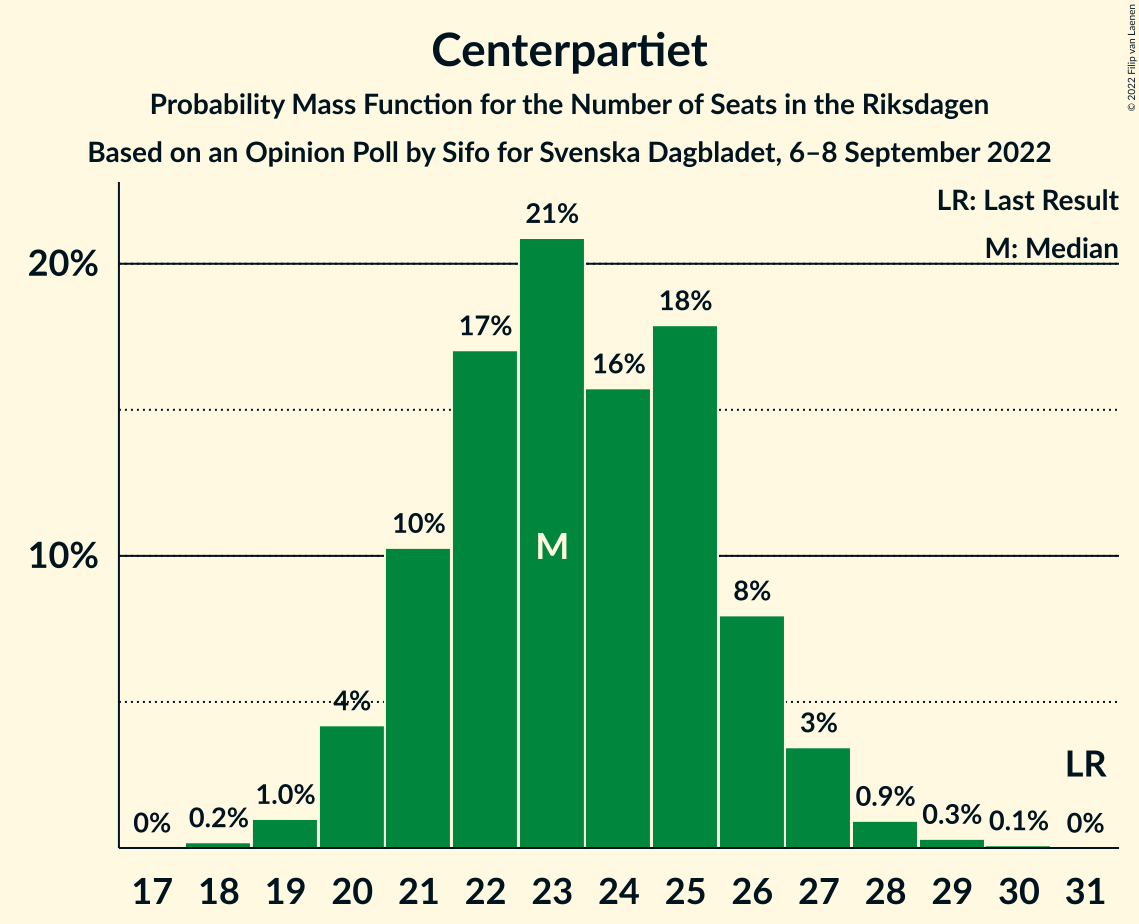 Centerpartiet
Probability Mass Function for the Number of Seats in the Riksdagen
Based on an Opinion Poll by Sifo for Svenska Dagbladet, 6–8 September 2022
© 2022 Filip van Laenen
LR: Last Result
M: Median
20%
10%
0%
0.2%
1.0%
4%
10%
17%
21%
16%
18%
8%
3%
0.9%
0.3%
0.1%
0%
M
LR
17 18 19 20 21 22 23 24 25 26 27 28 29 30 31